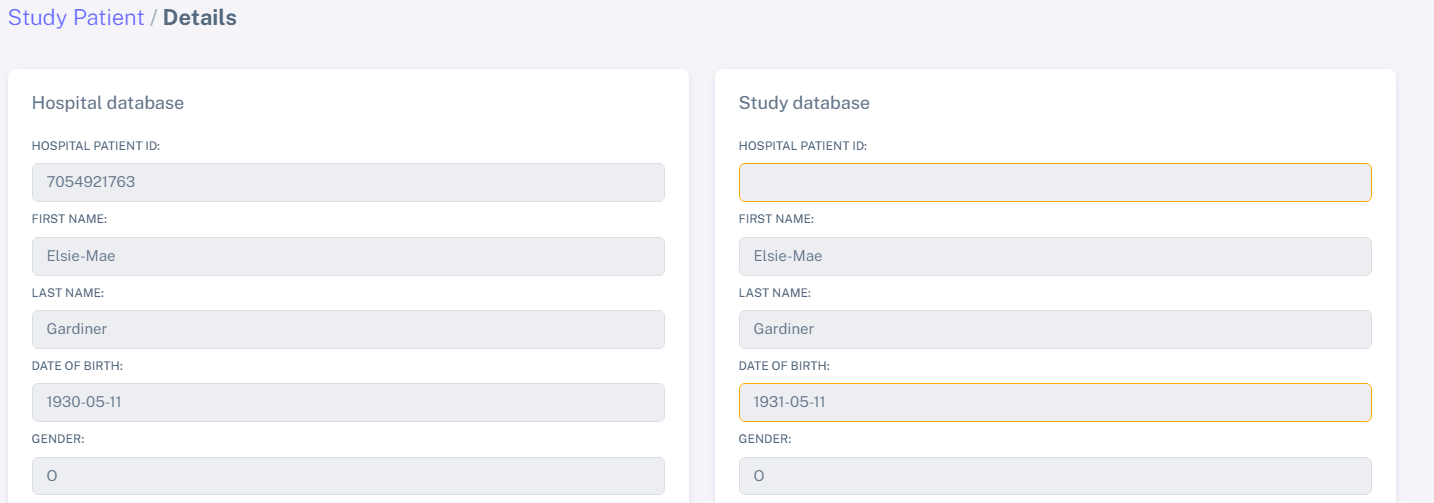 Study Patient / Details
Hospital database
HOSPITAL PATIENT ID:
7054921763
FIRST NAME:
Elsie-Mae
LAST NAME:
Gardiner
DATE OF BIRTH:
1930-05-11
GENDER:
O
Study database
HOSPITAL PATIENT ID:
FIRST NAME:
Elsie-Mae
LAST NAME:
Gardiner
DATE OF BIRTH:
1931-05-11
GENDER:
O